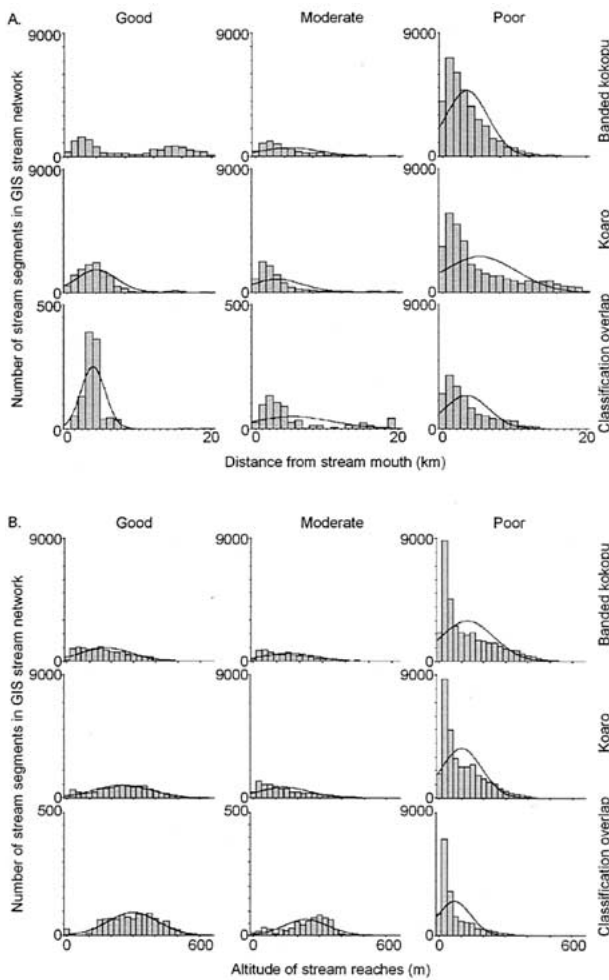 A.
Good Moderate Poor
9000 9000 9000
Banded kokopu
0 0 0
9000 9000 9000
Koaro
0 0 0
500 500 9000
Classification overlap
0 0 0
0 20 0 20 0 20
Number of stream segments in GIS stream network
Distance from stream mouth (km)
B.
Good Moderate Poor
9000 9000 9000
Banded kokopu
0 0 0
9000 9000 9000
Koaro
0 0 0
500 500 9000
Classification overlap
0 0 0
0 600 0 600 0 600
Number of stream segments in GIS stream network
Altitude of stream reaches (m)